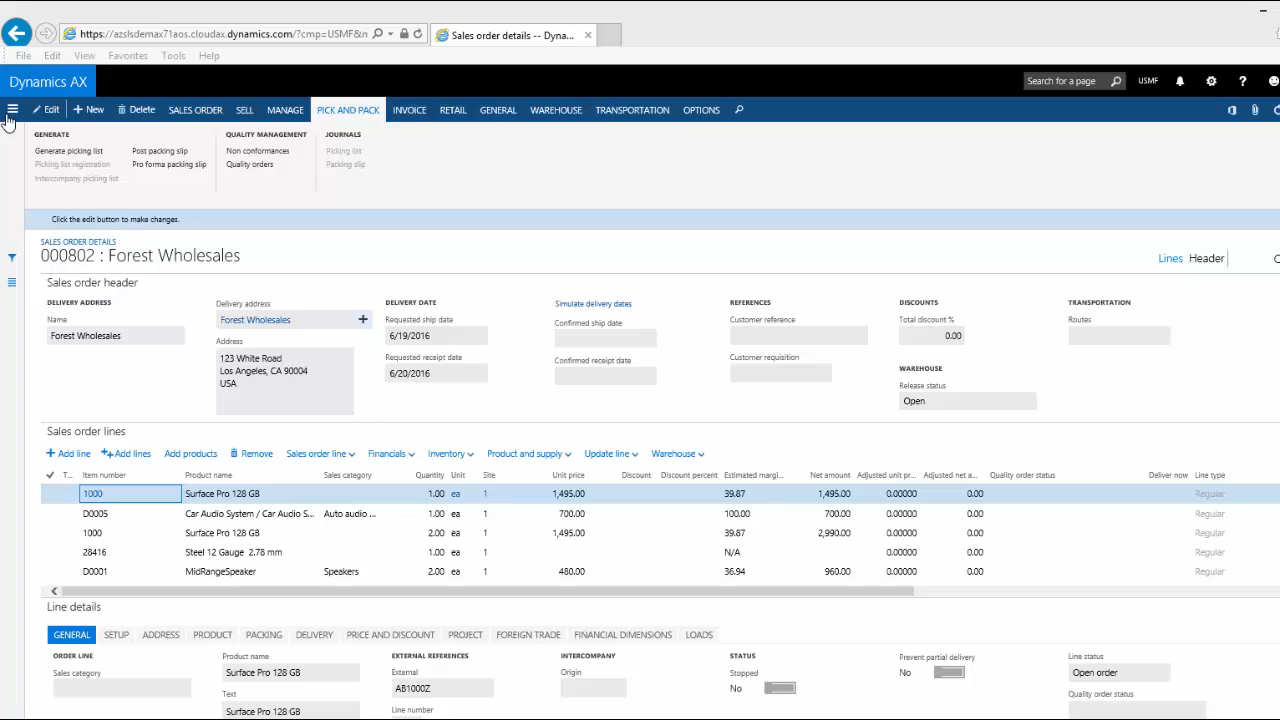 https://azslsdemax71aos.cloudax.dynamics.com/?cmp=USMF&n
Sales order details -- Dyna...
File Edit View Favorites Tools Help
Dynamics AX
Search for a page USMF
Edit New Delete SALES ORDER SELL MANAGE PICK AND PACK INVOICE RETAIL GENERAL WAREHOUSE TRANSPORTATION OPTIONS
GENERATE QUALITY MANAGEMENT JOURNALS
Generate picking list Post packing slip Non conformances Picking list
Picking list registration Pro forma packing slip Quality orders Packing slip
Intercompany picking list
Click the edit button to make changes.
SALES ORDER DETAILS
000802 : Forest Wholesales
Lines Header
Sales order header
DELIVERY ADDRESS Delivery address DELIVERY DATE Simulate delivery dates REFERENCES DISCOUNTS TRANSPORTATION
Name Forest Wholesales + Requested ship date Confirmed ship date Customer reference Total discount % Routes
Forest Wholesales Address 6/19/2016 0.00
123 White Road Requested receipt date Confirmed receipt date Customer requisition WAREHOUSE
Los Angeles, CA 90004 6/20/2016 Release status
USA Open
Sales order lines
+ Add line Add lines Add products Remove Sales order line Financials Inventory Product and supply Update line Warehouse
T... Item number Product name Sales category Quantity Unit Site Unit price Discount Discount percent Estimated margi... Net amount Adjusted unit pr... Adjusted net a... Quality order status Deliver now Line type
1000 Surface Pro 128 GB 1.00 ea 1 1,495.00 39.87 1,495.00 0.00000 0.00 Regular
D0005 Car Audio System / Car Audio S... Auto audio ... 1.00 ea 1 700.00 100.00 700.00 0.00000 0.00 Regular
1000 Surface Pro 128 GB 2.00 ea 1 1,495.00 39.87 2,990.00 0.00000 0.00 Regular
28416 Steel 12 Gauge 2.78 mm 1.00 ea 1 N/A 0.00000 0.00 Regular
D0001 MidRangeSpeaker Speakers 2.00 ea 1 480.00 36.94 960.00 0.00000 0.00 Regular
Line details
GENERAL SETUP ADDRESS PRODUCT PACKING DELIVERY PRICE AND DISCOUNT PROJECT FOREIGN TRADE FINANCIAL DIMENSIONS LOADS
ORDER LINE Product name EXTERNAL REFERENCES INTERCOMPANY STATUS Prevent partial delivery Line status
Sales category Surface Pro 128 GB External Origin Stopped No Open order
Text AB1000Z No Quality order status
Surface Pro 128 GB Line number